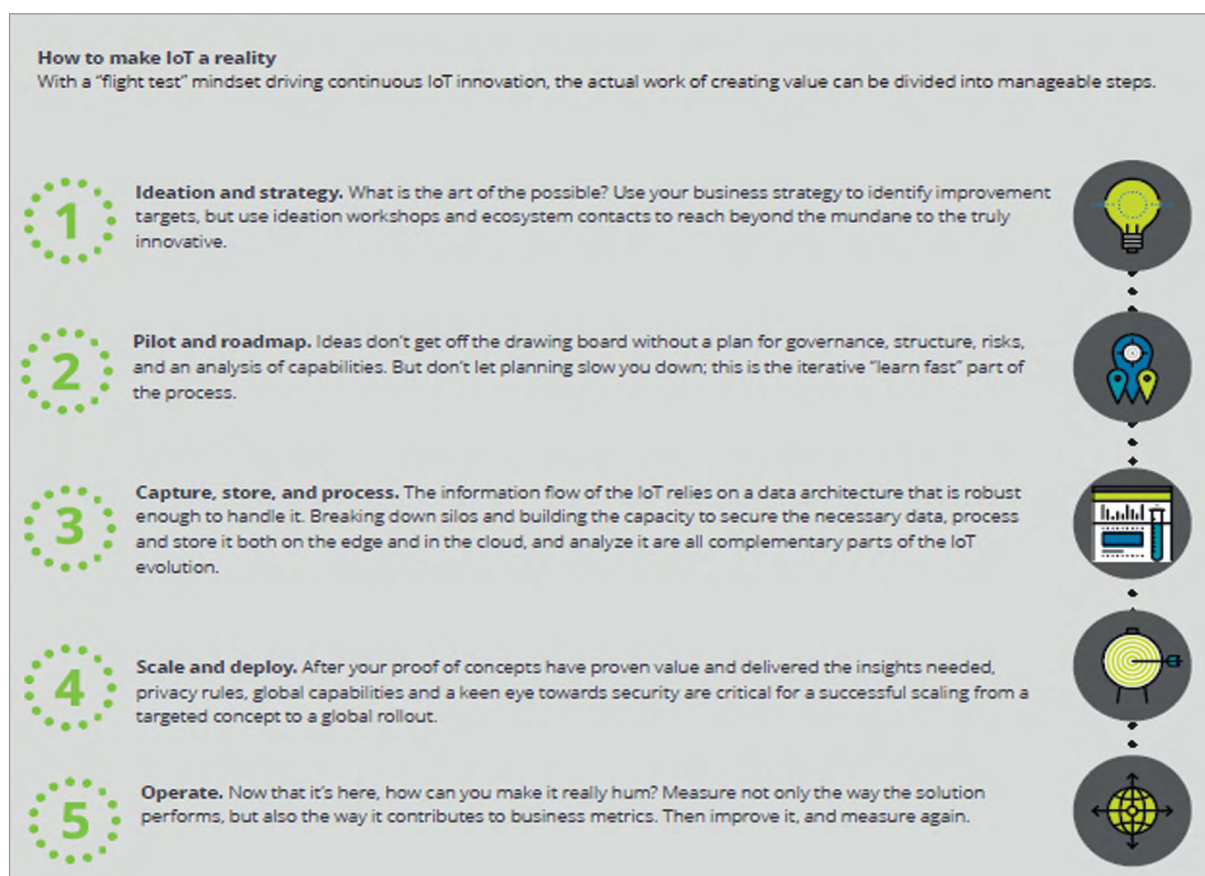 How to make IoT a reality
With a “flight test” mindset driving continuous IoT innovation, the actual work of creating value can be divided into manageable steps.
1
Ideation and strategy. What is the art of the possible? Use your business strategy to identify improvement
targets, but use ideation workshops and ecosystem contacts to reach beyond the mundane to the truly
innovative.
2
Pilot and roadmap. Ideas don’t get off the drawing board without a plan for governance, structure, risks,
and an analysis of capabilities. But don’t let planning slow you down; this is the iterative “learn fast” part of
the process.
3
Capture, store, and process. The information flow of the IoT relies on a data architecture that is robust
enough to handle it. Breaking down silos and building the capacity to secure the necessary data, process
and store it both on the edge and in the cloud, and analyze it are all complementary parts of the IoT
evolution.
4
Scale and deploy. After your proof of concepts have proven value and delivered the insights needed,
privacy rules, global capabilities and a keen eye towards security are critical for a successful scaling from a
targeted concept to a global rollout.
5
Operate. Now that it’s here, how can you make it really hum? Measure not only the way the solution
performs, but also the way it contributes to business metrics. Then improve it, and measure again.